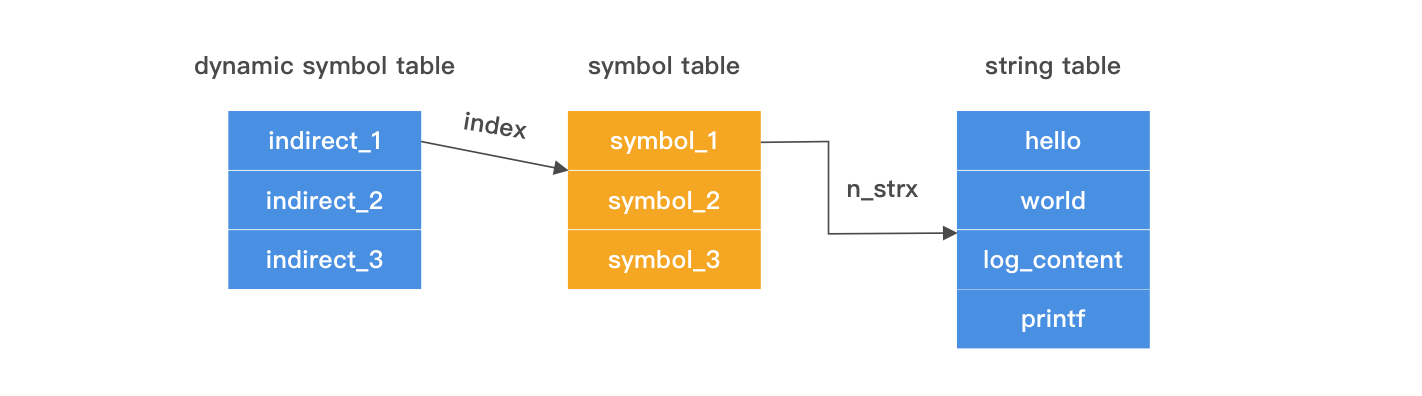 dynamic symbol table
symbol table
string table
indirect_1
index
symbol_1
hello
indirect_2
symbol_2
n_strx
world
indirect_3
symbol_3
log_content
printf